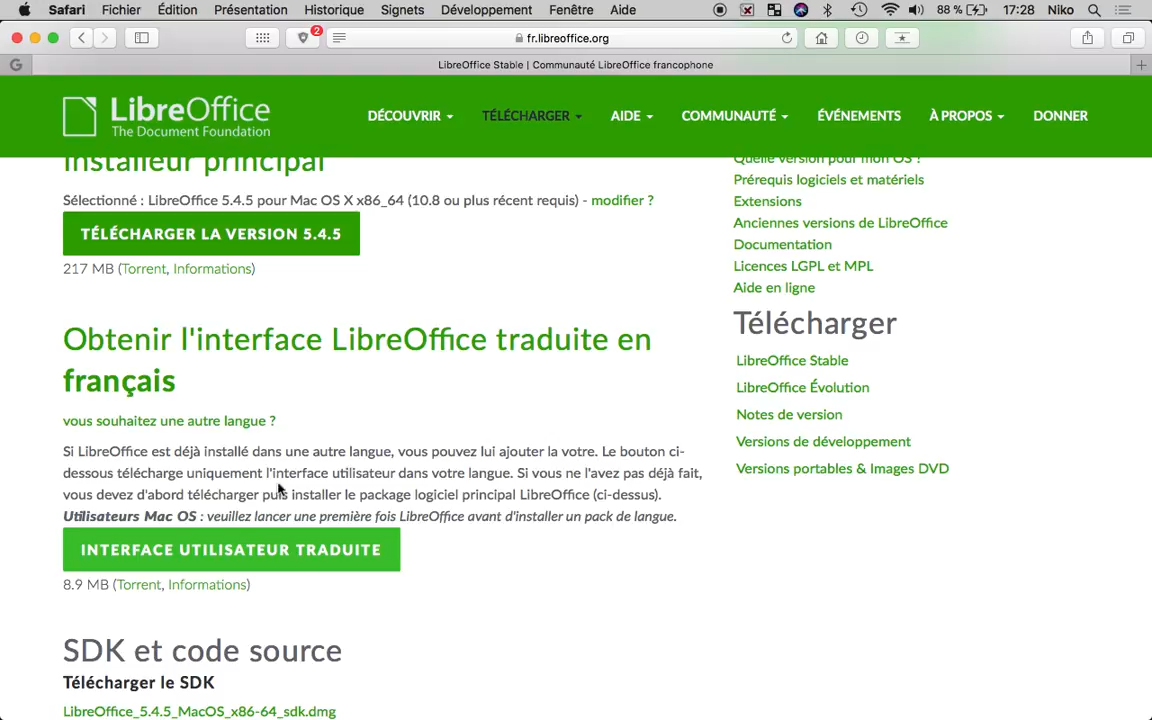 Safari Fichier Édition Présentation Historique Signets Développement Fenêtre Aide 88 % 17:28 Niko
2 fr.libreoffice.org
G LibreOffice Stable | Communauté LibreOffice francophone
LibreOffice
The Document Foundation
DÉCOUVRIR TÉLÉCHARGER AIDE COMMUNAUTÉ ÉVÉNEMENTS À PROPOS DONNER
Installeur principal
Sélectionné : LibreOffice 5.4.5 pour Mac OS X x86_64 (10.8 ou plus récent requis) - modifier ?
TÉLÉCHARGER LA VERSION 5.4.5
217 MB (Torrent, Informations)
Obtenir l'interface LibreOffice traduite en
français
vous souhaitez une autre langue ?
Si LibreOffice est déjà installé dans une autre langue, vous pouvez lui ajouter la votre. Le bouton ci-
dessous télécharge uniquement l'interface utilisateur dans votre langue. Si vous ne l'avez pas déjà fait,
vous devez d'abord télécharger puis installer le package logiciel principal LibreOffice (ci-dessus).
Utilisateurs Mac OS : veuillez lancer une première fois LibreOffice avant d'installer un pack de langue.
INTERFACE UTILISATEUR TRADUITE
8.9 MB (Torrent, Informations)
SDK et code source
Télécharger le SDK
LibreOffice_5.4.5_MacOS_x86-64_sdk.dmg
Quelle version pour mon OS ?
Prérequis logiciels et matériels
Extensions
Anciennes versions de LibreOffice
Documentation
Licences LGPL et MPL
Aide en ligne
Télécharger
LibreOffice Stable
LibreOffice Évolution
Notes de version
Versions de développement
Versions portables & Images DVD